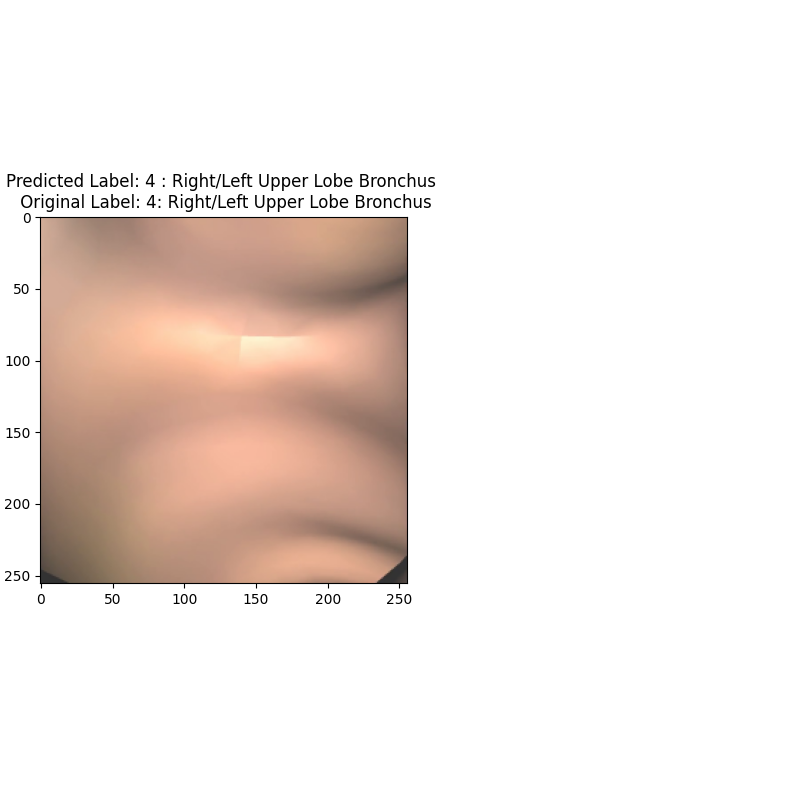 Predicted Label: 4 : Right/Left Upper Lobe Bronchus
Original Label: 4: Right/Left Upper Lobe Bronchus
0
50
100
150
200
250
0 50 100 150 200 250